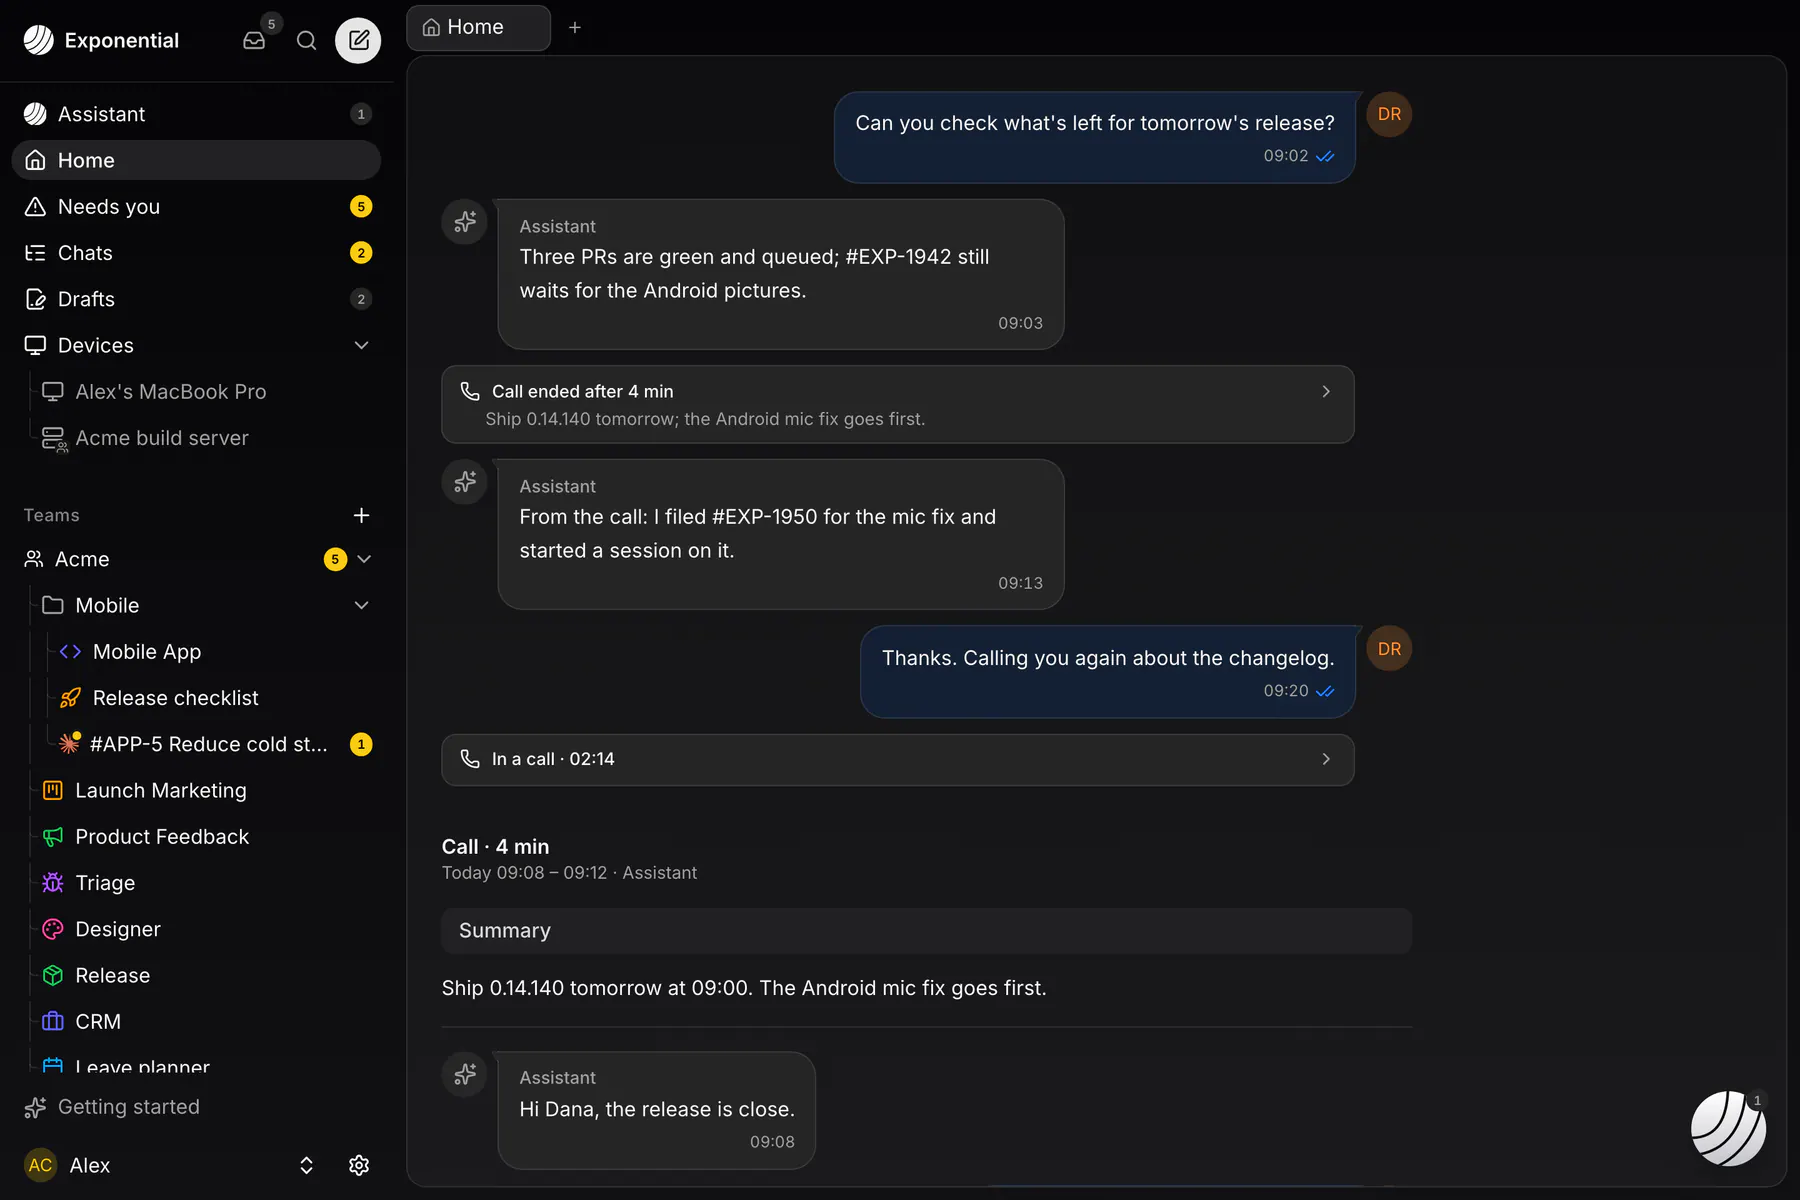 Exponential
5
Home
Assistant
1
Home
Needs you
5
Chats
2
Drafts
2
Devices
Alex's MacBook Pro
Acme build server
Teams
Acme
5
Mobile
Mobile App
Release checklist
#APP-5 Reduce cold st...
1
Launch Marketing
Product Feedback
Triage
Designer
Release
CRM
Leave planner
Getting started
AC
Alex
Can you check what's left for tomorrow's release?
09:02
DR
Assistant
Three PRs are green and queued; #EXP-1942 still
waits for the Android pictures.
09:03
Call ended after 4 min
Ship 0.14.140 tomorrow; the Android mic fix goes first.
Assistant
From the call: I filed #EXP-1950 for the mic fix and
started a session on it.
09:13
Thanks. Calling you again about the changelog.
09:20
DR
In a call · 02:14
Call · 4 min
Today 09:08 – 09:12 · Assistant
Summary
Ship 0.14.140 tomorrow at 09:00. The Android mic fix goes first.
Assistant
Hi Dana, the release is close.
09:08
1